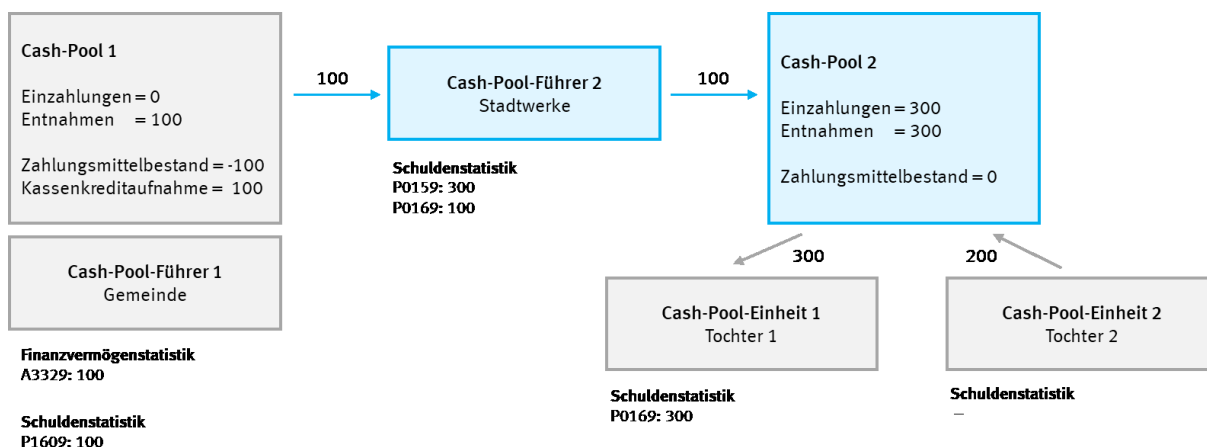 Cash-Pool 1
Einzahlungen = 0
Entnahmen = 100
Zahlungsmittelbestand = -100
Kassenkreditaufnahme = 100
100
Cash-Pool-Führer 2
Stadtwerke
100
Cash-Pool 2
Einzahlungen = 300
Entnahmen = 300
Zahlungsmittelbestand = 0
Schuldenstatistik
P0159: 300
P0169: 100
Cash-Pool-Führer 1
Gemeinde
300
200
Cash-Pool-Einheit 1
Tochter 1
Cash-Pool-Einheit 2
Tochter 2
Finanzvermögenstatistik
A3329: 100
Schuldenstatistik
P1609: 100
Schuldenstatistik
P0169: 300
Schuldenstatistik
–